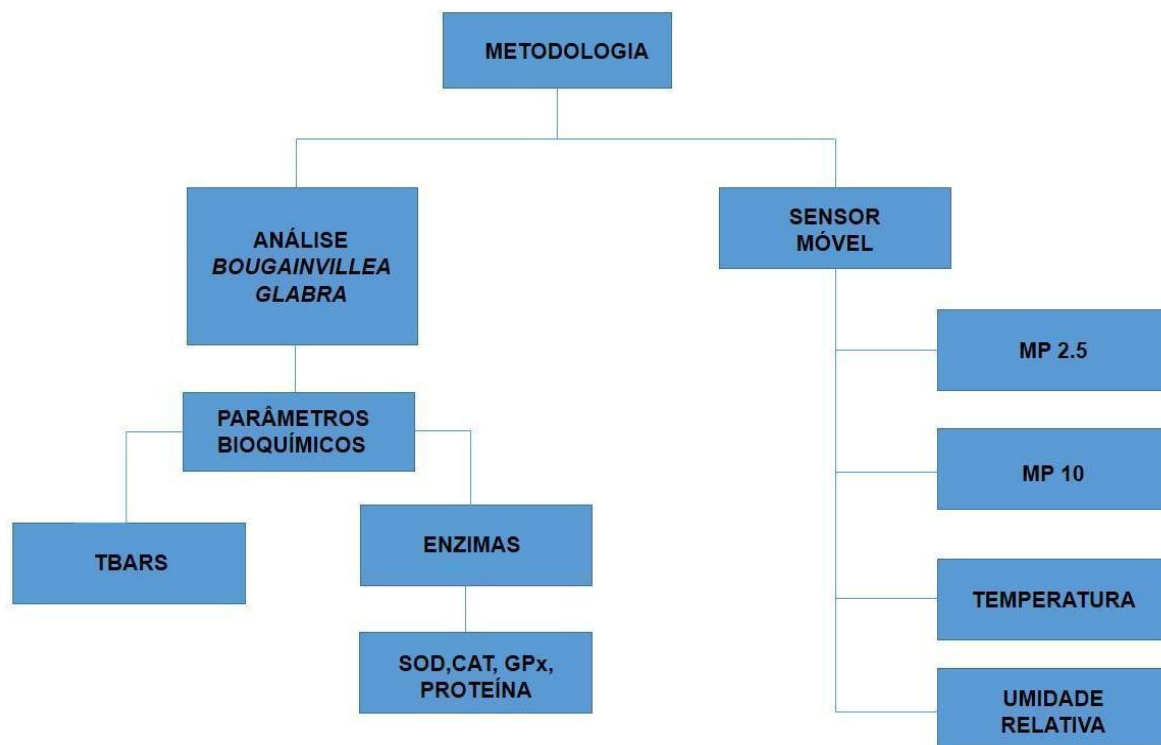 METODOLOGIA
ANÁLISE
BOUGAINVILLEA
GLABRA
SENSOR
MÓVEL
PARÂMETROS
BIOQUÍMICOS
TBARS
ENZIMAS
SOD,CAT, GPx,
PROTEÍNA
MP 2.5
MP 10
TEMPERATURA
UMIDADE
RELATIVA